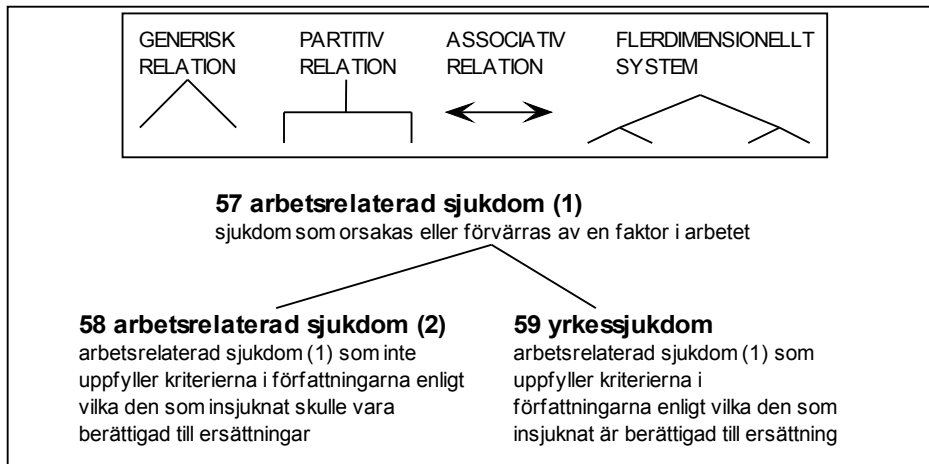 GENERISK RELATION
PARTITIV RELATION
ASSOCIATIV RELATION
FLERDIMENSIONELLT SYSTEM
57 arbetsrelaterad sjukdom (1)
sjukdom som orsakas eller förvärras av en faktor i arbetet
58 arbetsrelaterad sjukdom (2)
arbetsrelaterad sjukdom (1) som inte
uppfyller kriterierna i författningarna enligt
vilka den som insjuknat skulle vara
berättigad till ersättningar
59 yrkessjukdom
arbetsrelaterad sjukdom (1) som
uppfyller kriterierna i
författningarna enligt vilka den som
insjuknat är berättigad till ersättning